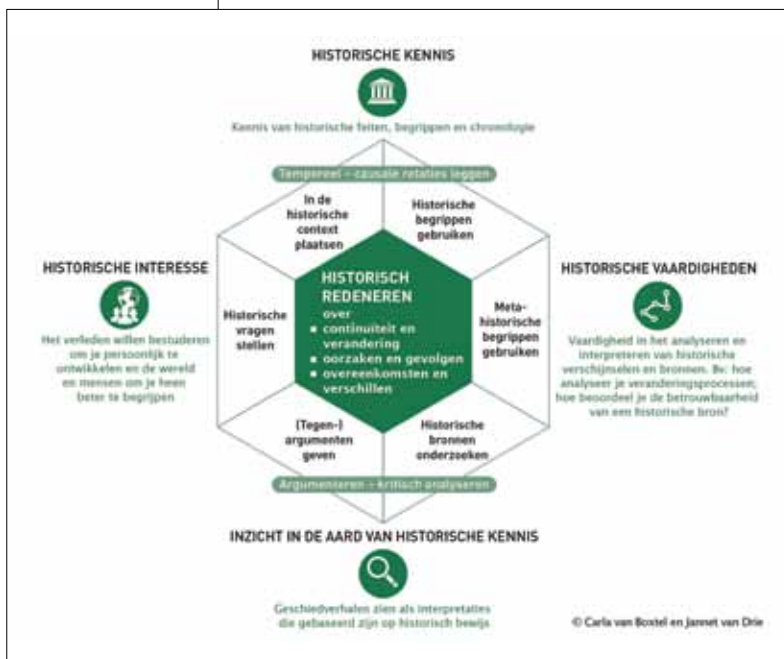 HISTORISCHE KENNIS
Kennis van historische feiten, begrippen en chronologie
Temporeel – causale relaties leggen
In de
historische
context
plaatsen
Historische
begrippen
gebruiken
HISTORISCHE INTERESSE
Het verleden willen bestuderen
om je persoonlijk te
ontwikkelen en de wereld
en mensen om je heen
beter te begrijpen
Historische
vragen
stellen
HISTORISCH
REDENEREN
over
▪ continuïteit en
verandering
▪ oorzaken en gevolgen
▪ overeenkomsten en
verschillen
Meta-
historische
begrippen
gebruiken
HISTORISCHE VAARDIGHEDEN
Vaardigheid in het analyseren en
interpreteren van historische
verschijnselen en bronnen. Bv: hoe
analyseer je veranderingsprocessen;
hoe beoordeel je de betrouwbaarheid
van een historische bron?
(Tegen-)
argumenten
geven
Historische
bronnen
onderzoeken
Argumenteren – kritisch analyseren
INZICHT IN DE AARD VAN HISTORISCHE KENNIS
Geschiedverhalen zien als interpretaties
die gebaseerd zijn op historisch bewijs
© Carla van Boxtel en Jannet van Drie